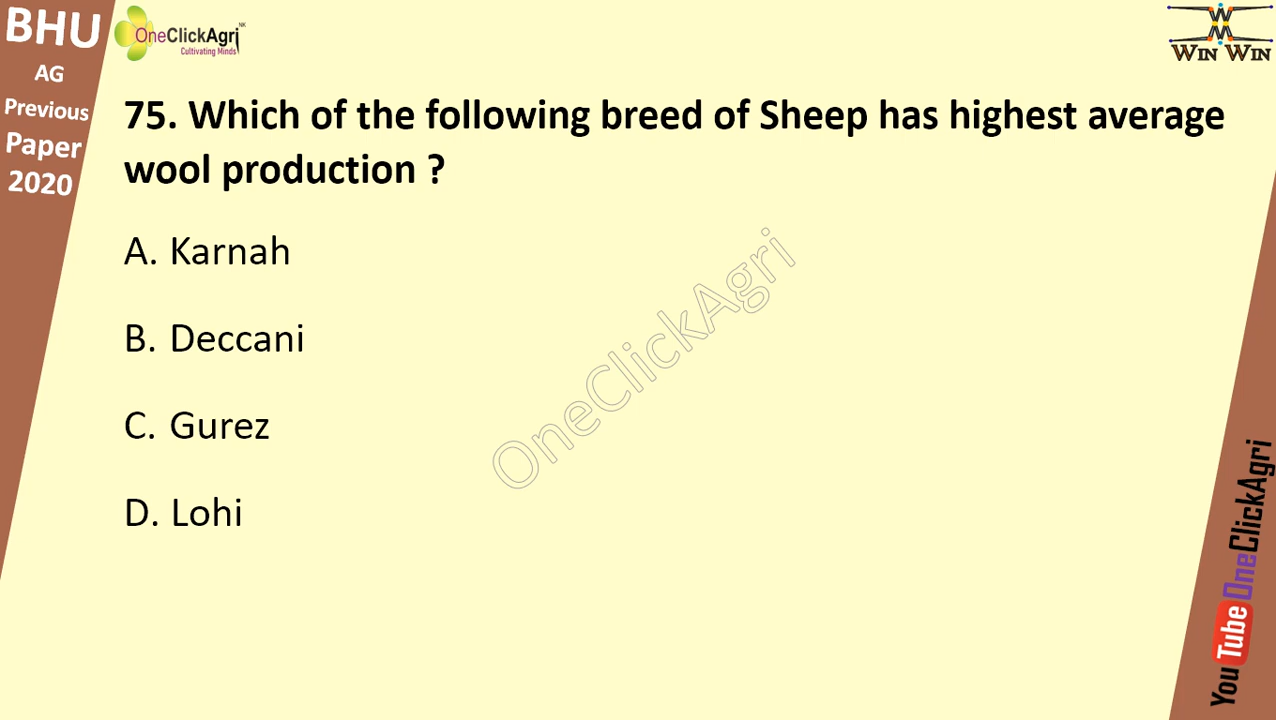 BHU
AG
Previous
Paper
2020
OneClickAgri NK
Cultivating Minds
WIN WIN
75. Which of the following breed of Sheep has highest average
wool production ?
A. Karnah
B. Deccani
C. Gurez
D. Lohi
OneClickAgri
YouTube OneClickAgri